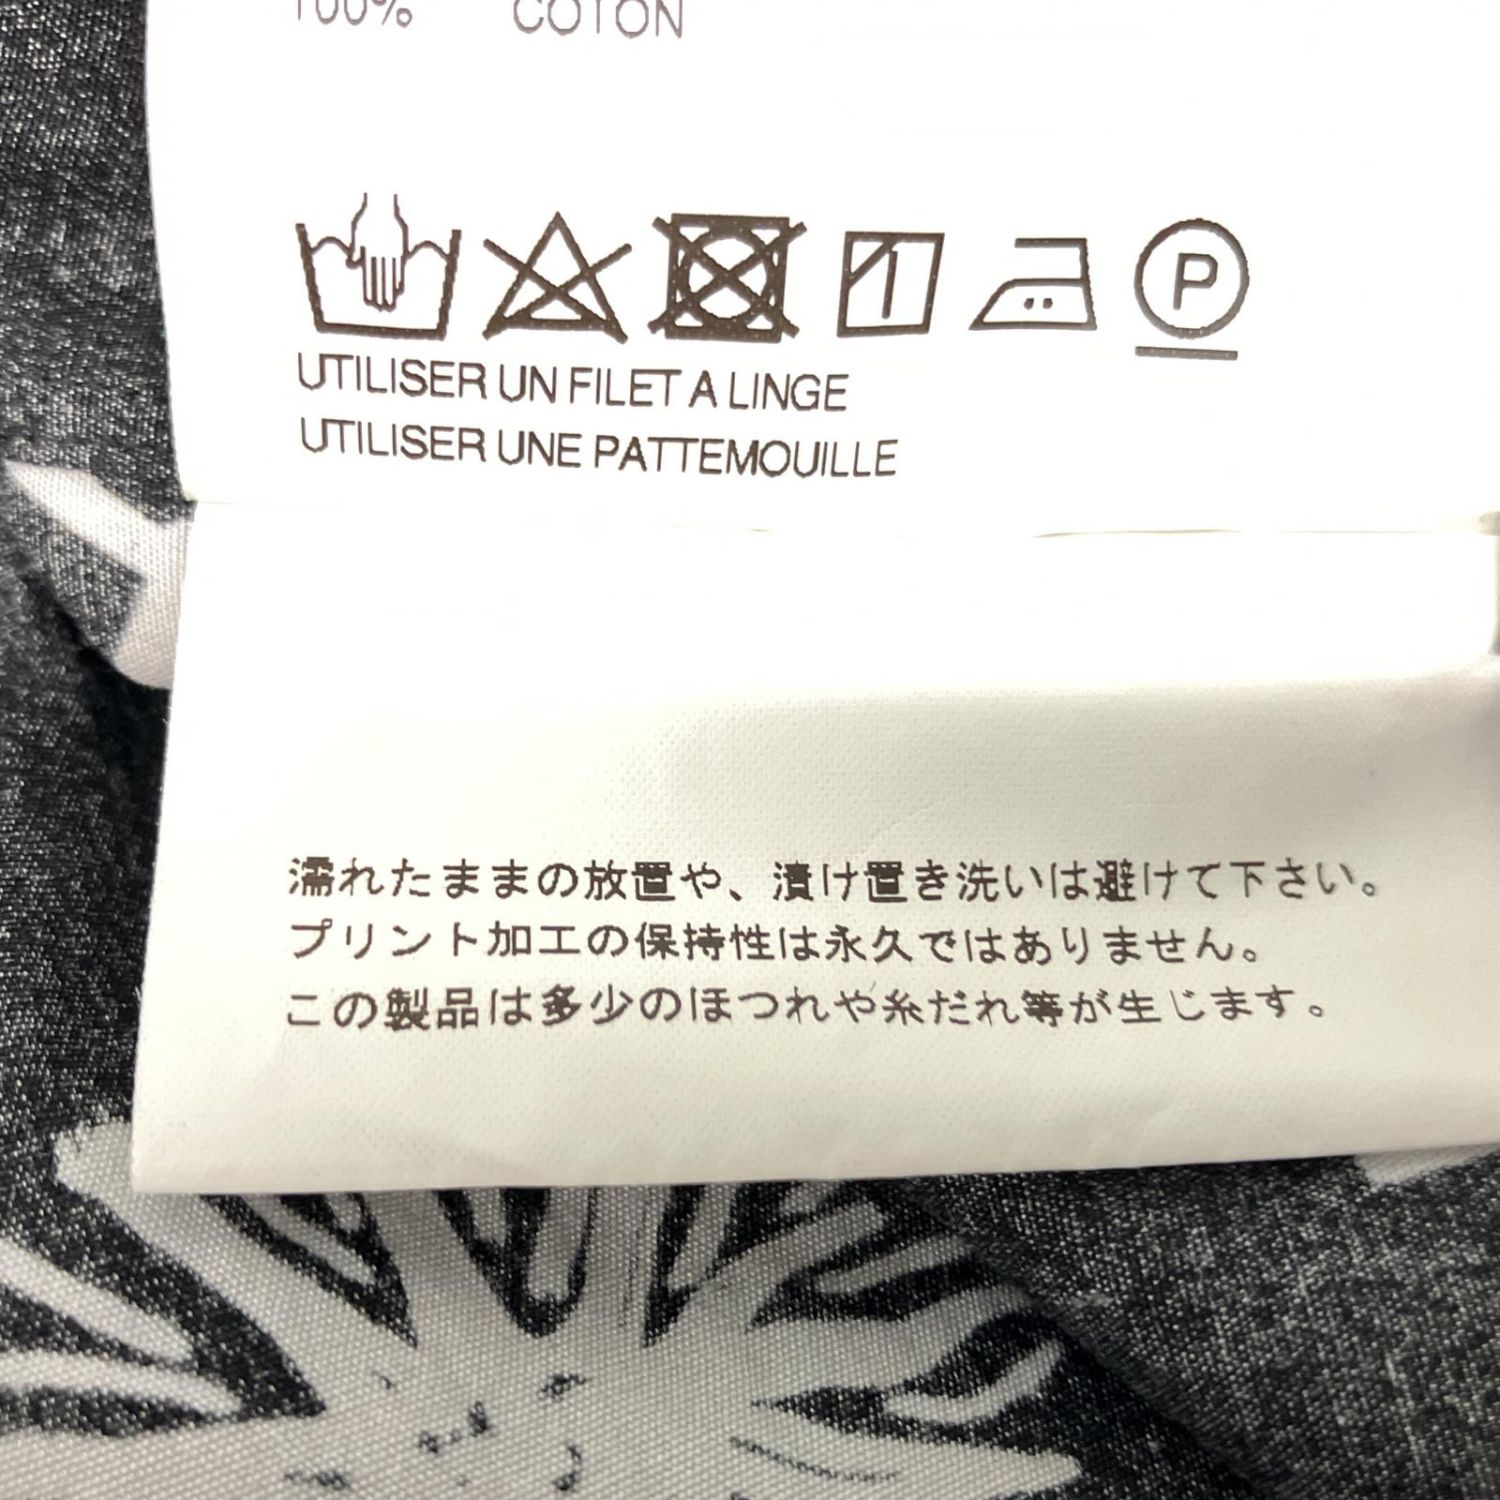 100% COTON
P
UTILISER UN FILET A LINGE
UTILISER UNE PATTEMOUILLE
濡れたままの放置や、漬け置き洗いは避けて下さい。
プリント加工の保持性は永久ではありません。
この製品は多少のほつれや糸だれ等が生じます。